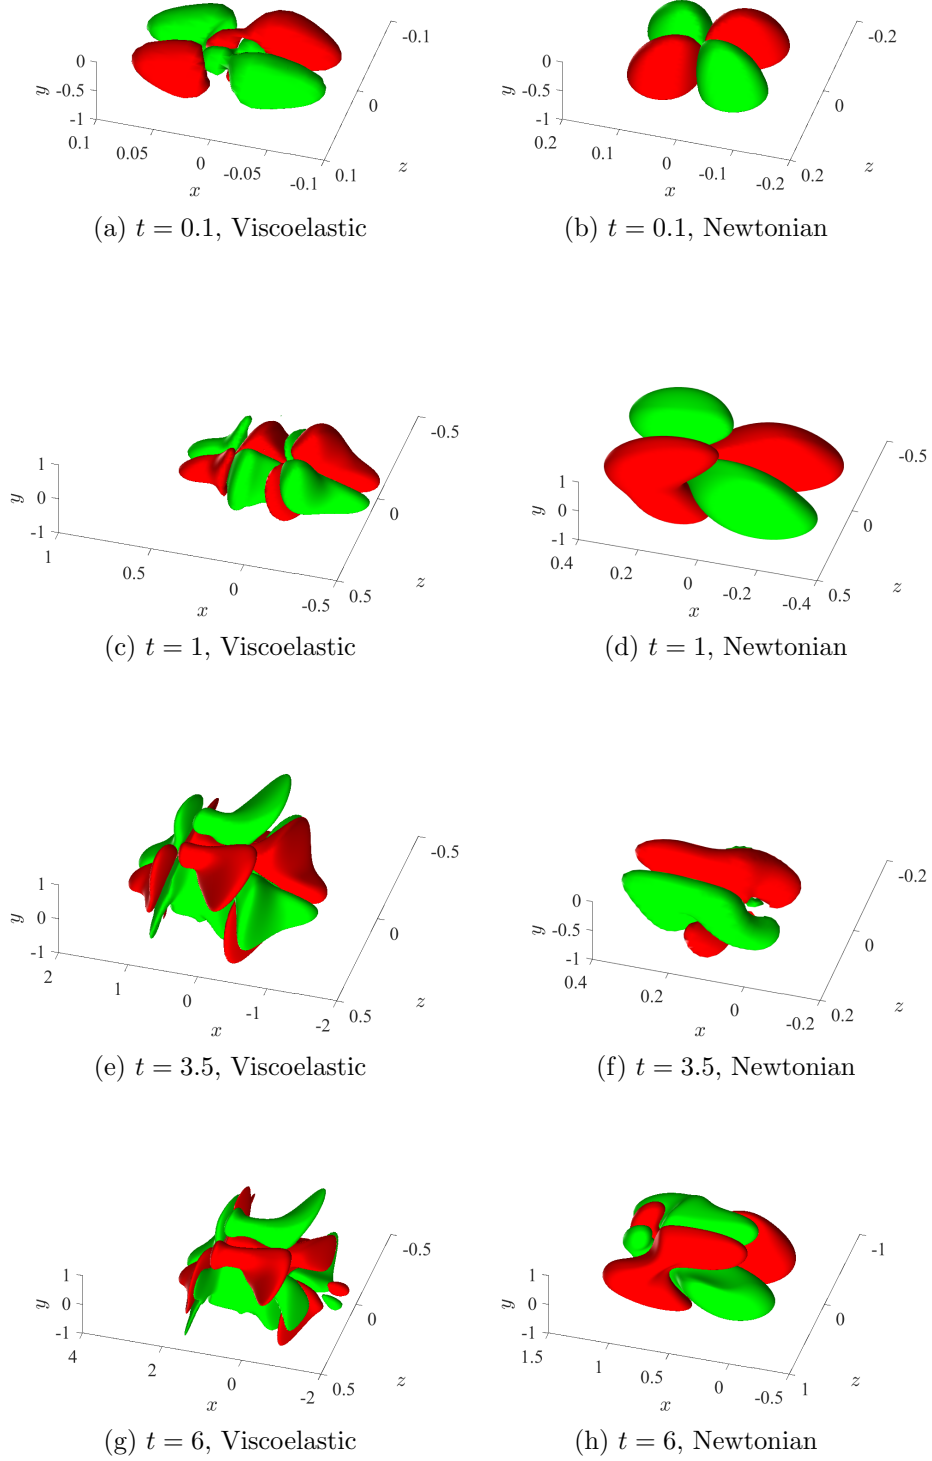 -0.1
-0.2
0
-0.5
-1
y
0.1
0.05
0
-0.05
-0.1
x
0.1
0
z
0
-0.5
-1
y
0.2
0.1
0
-0.1
-0.2
x
0.2
0
z
(a) t = 0.1, Viscoelastic
(b) t = 0.1, Newtonian
-0.5
-0.5
1
0
-1
y
1
0.5
0
-0.5
x
0.5
0
z
1
0
-1
y
0.4
0.2
0
-0.2
-0.4
x
0.5
0
z
(c) t = 1, Viscoelastic
(d) t = 1, Newtonian
-0.5
-0.2
1
0
-1
y
2
1
0
-1
-2
x
0.5
0
z
0
-0.5
-1
y
0.4
0.2
0
-0.2
x
0.2
0
z
(e) t = 3.5, Viscoelastic
(f) t = 3.5, Newtonian
-0.5
-1
1
0
-1
y
4
2
0
-2
x
0.5
0
z
1
0
-1
y
1.5
1
0.5
0
-0.5
x
1
0
z
(g) t = 6, Viscoelastic
(h) t = 6, Newtonian